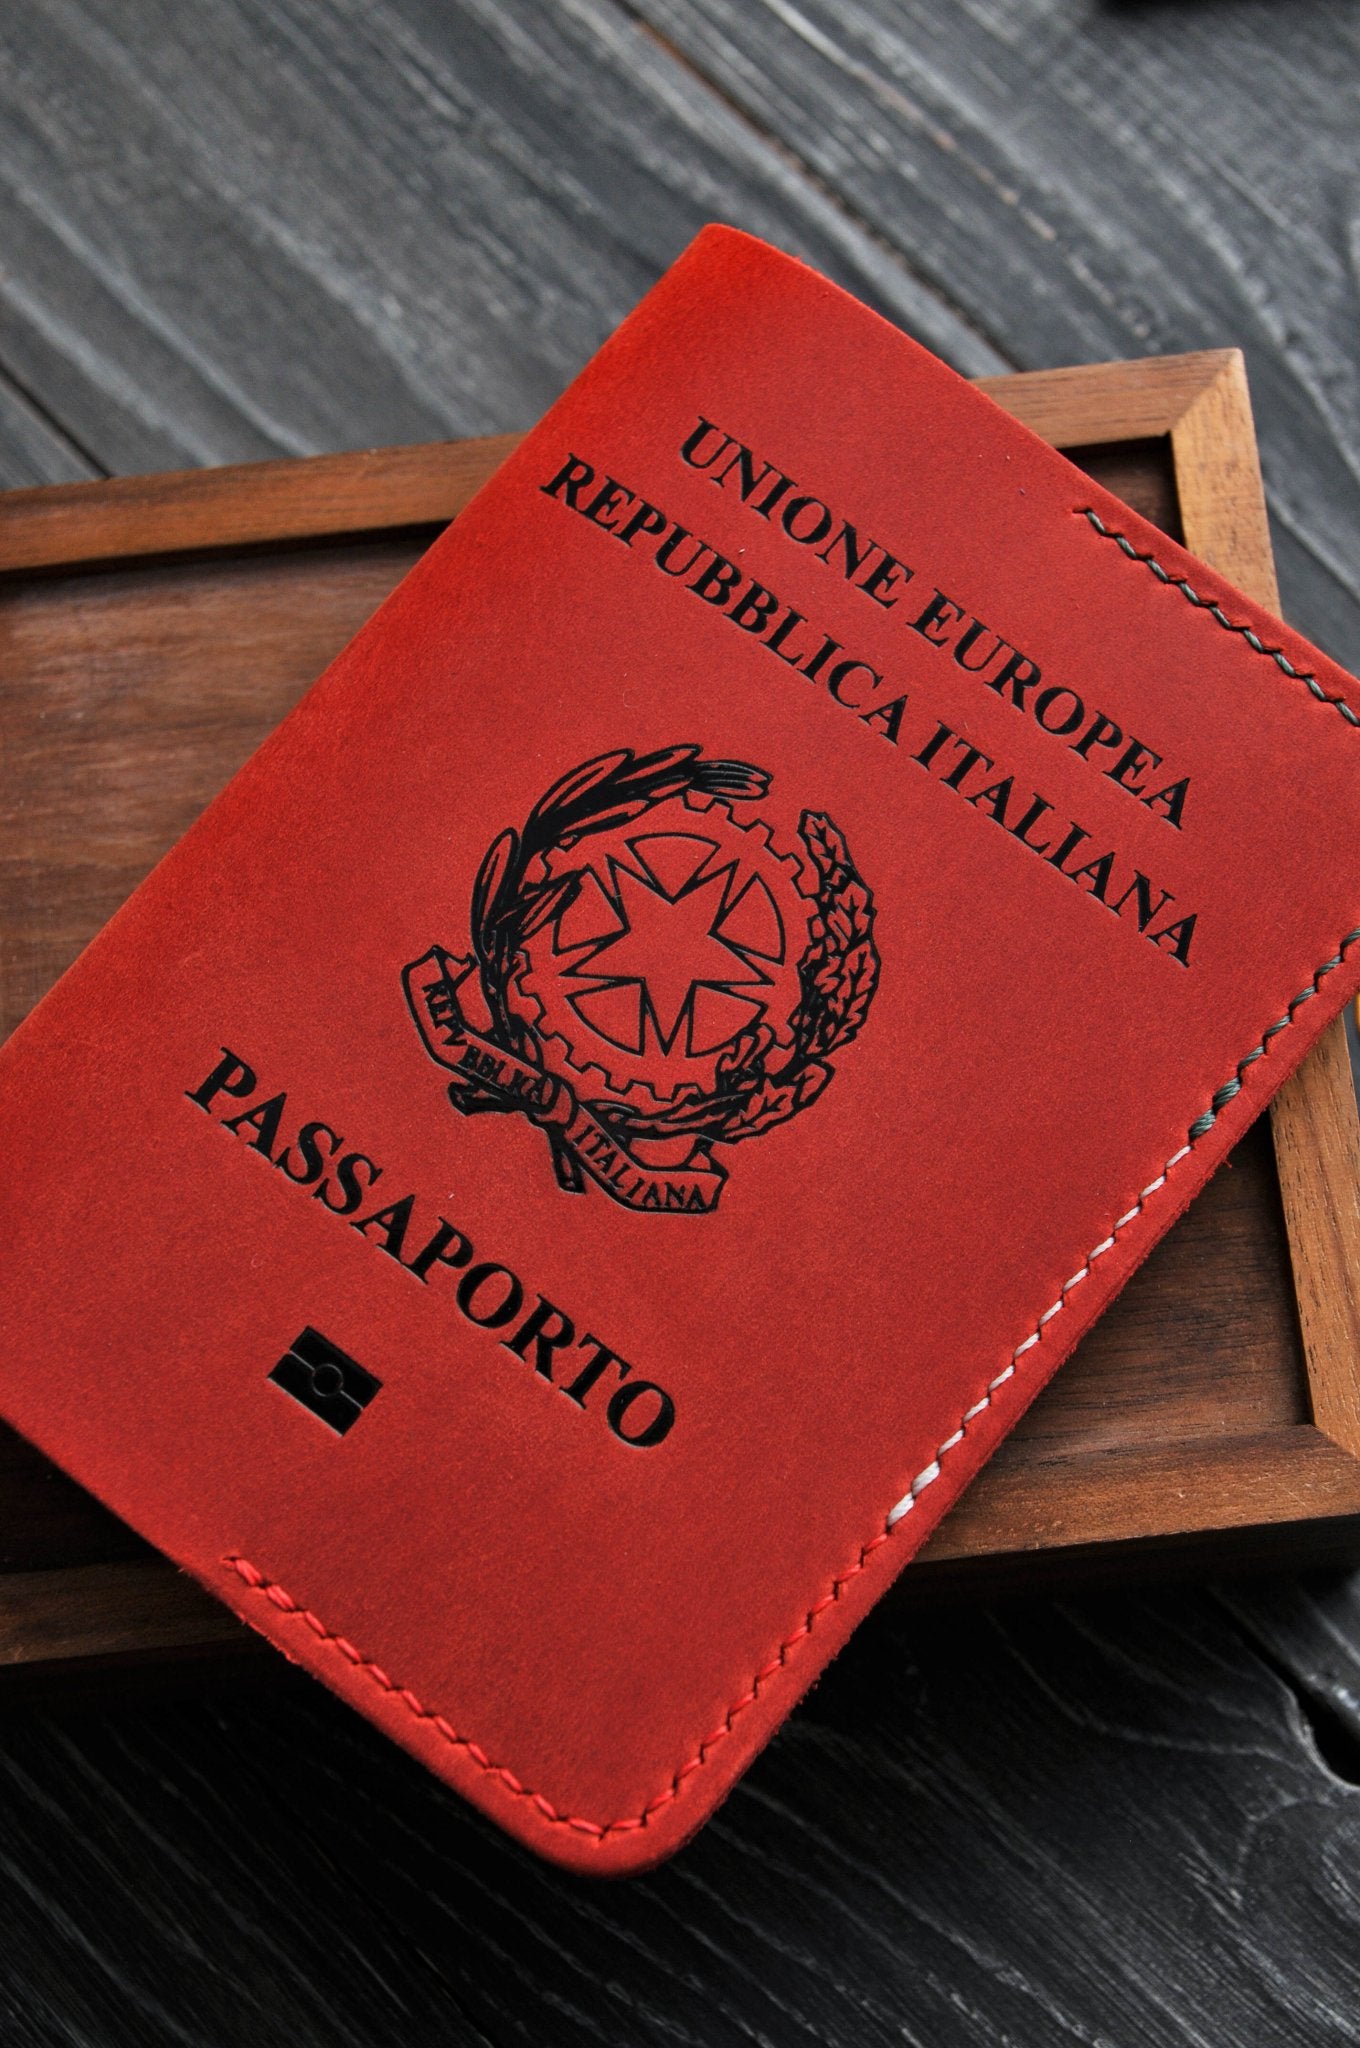 UNIONE EUROPEA
REPUBBLICA ITALIANA
REPVBBLICA ITALIANA
PASSAPORTO